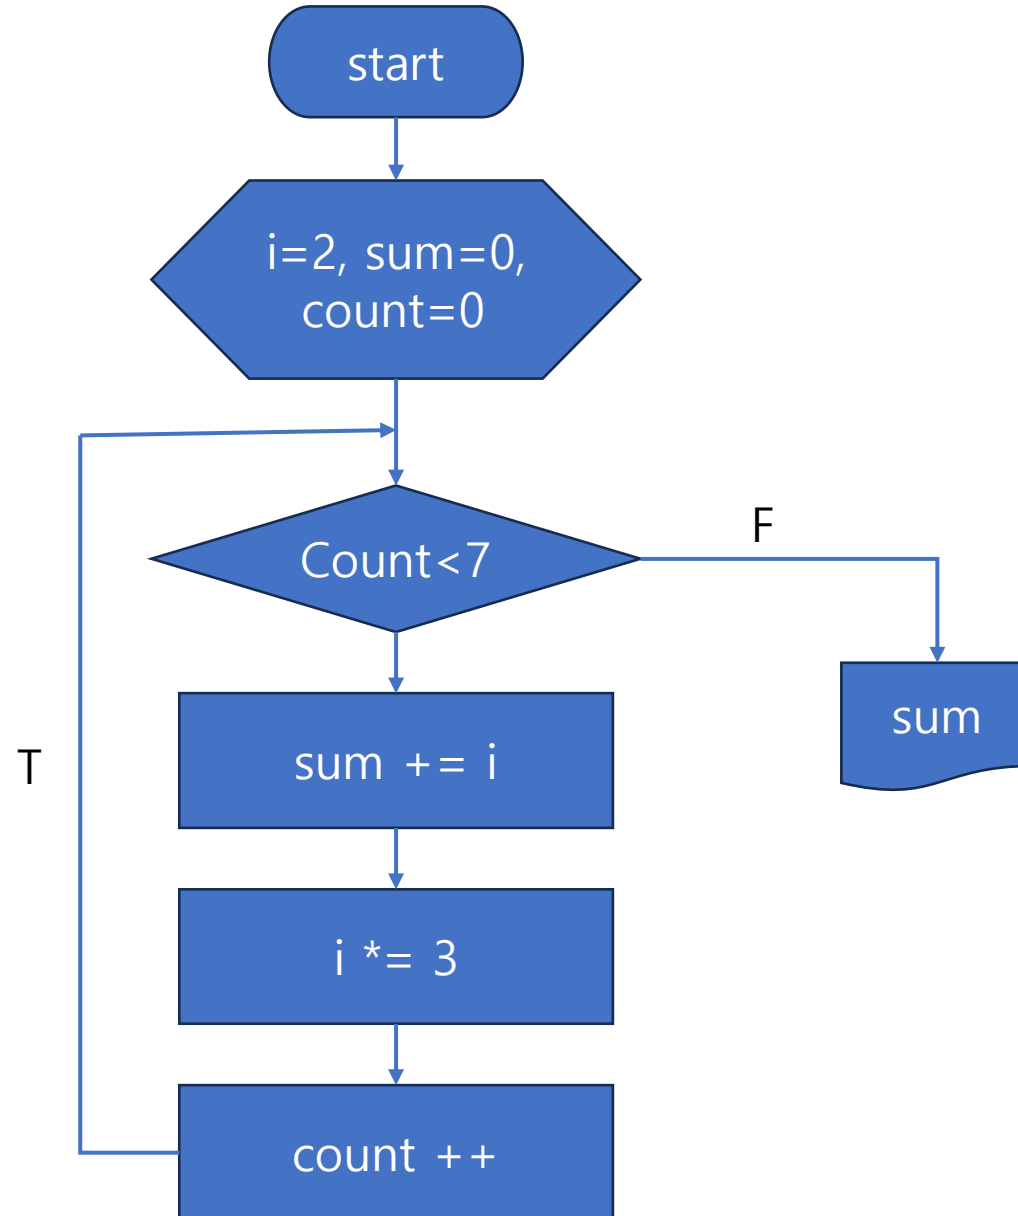 start
i=2, sum=0,
count=0
Count<7
F
sum
sum += i
T
i *= 3
count ++